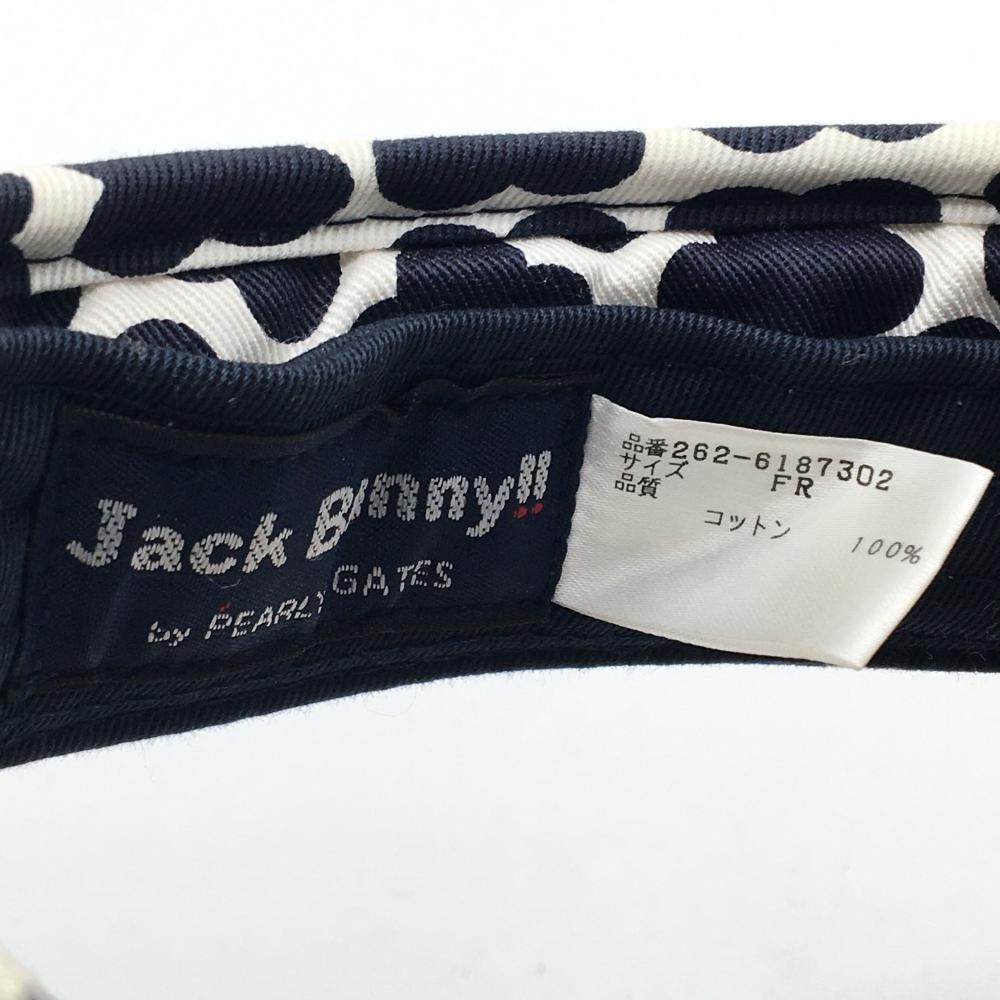 Jack Bunny!!
by PEARLY GATES
品番262-6187302
サイズ FR
品質
コットン 100%